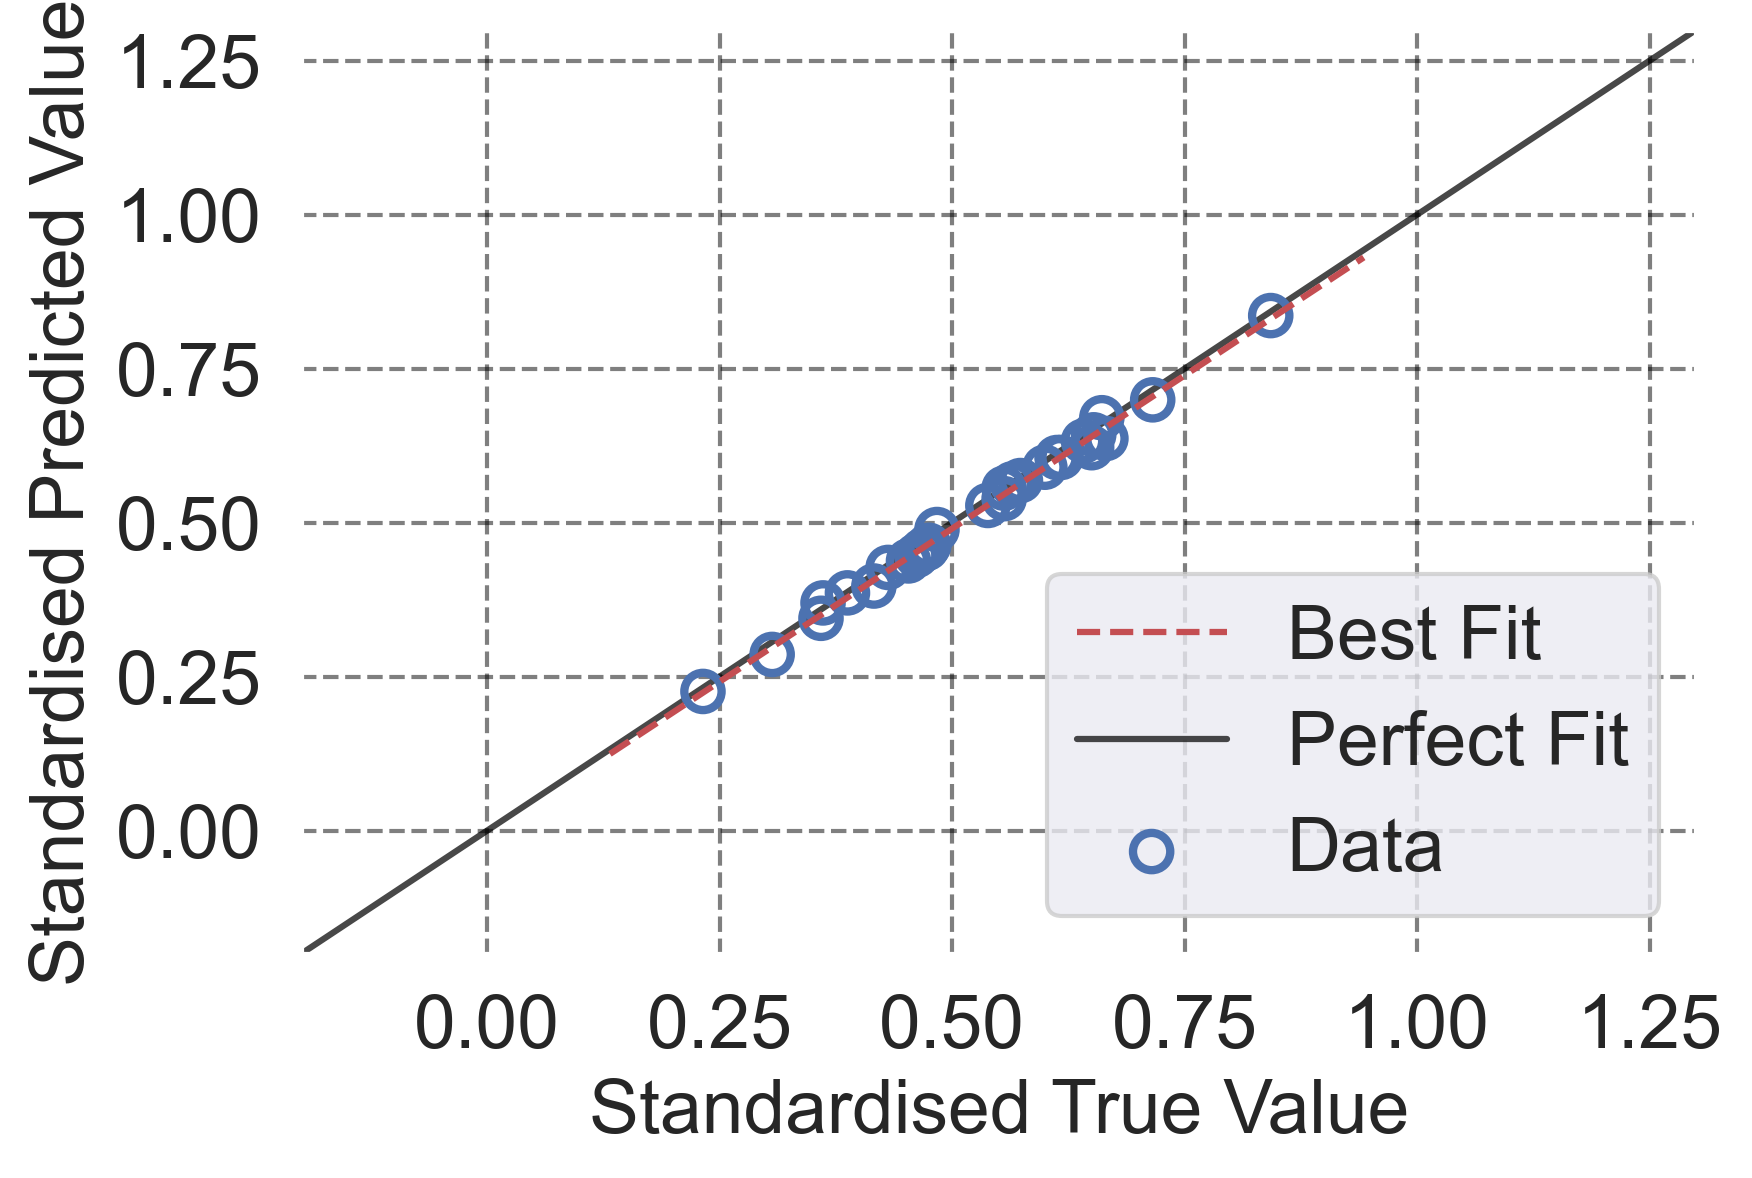 Standardised Predicted Value
1.25
1.00
0.75
0.50
0.25
0.00
Best Fit
Perfect Fit
Data
0.00 0.25 0.50 0.75 1.00 1.25
Standardised True Value